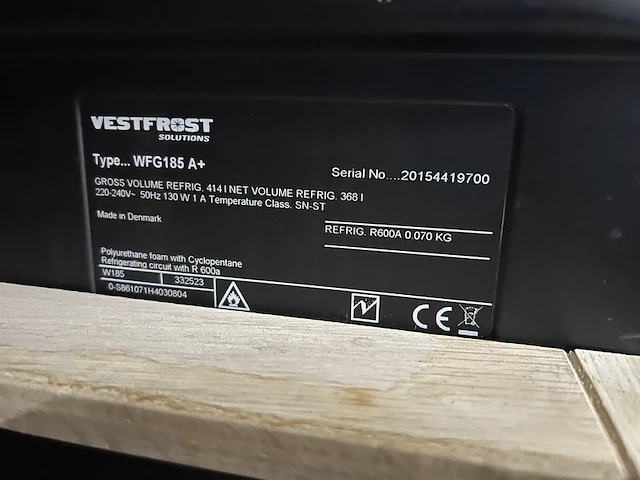 VESTFROST
SOLUTIONS
Type... WFG185 A+
Serial No....20154419700
GROSS VOLUME REFRIG. 414 l NET VOLUME REFRIG. 368 l
220-240V~ 50Hz 130 W 1 A Temperature Class. SN-ST
Made in Denmark
REFRIG. R600A 0.070 KG
Polyurethane foam with Cyclopentane
Refrigerating circuit with R 600a
W185 332523
0-S861071H4030804
CE